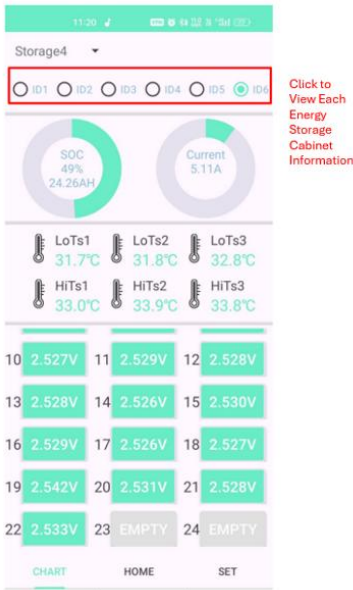 11:20
Storage4
ID1 ID2 ID3 ID4 ID5 ID6
Click to
View Each
Energy
Storage
Cabinet
Information
SOC
49%
24.26AH
Current
5.11A
LoTs1 LoTs2 LoTs3
31.7℃ 31.8℃ 32.8℃
HiTs1 HiTs2 HiTs3
33.0℃ 33.9℃ 33.8℃
10 2.527V 11 2.529V 12 2.528V
13 2.528V 14 2.526V 15 2.530V
16 2.529V 17 2.526V 18 2.527V
19 2.542V 20 2.531V 21 2.528V
22 2.533V 23 EMPTY 24 EMPTY
CHART HOME SET